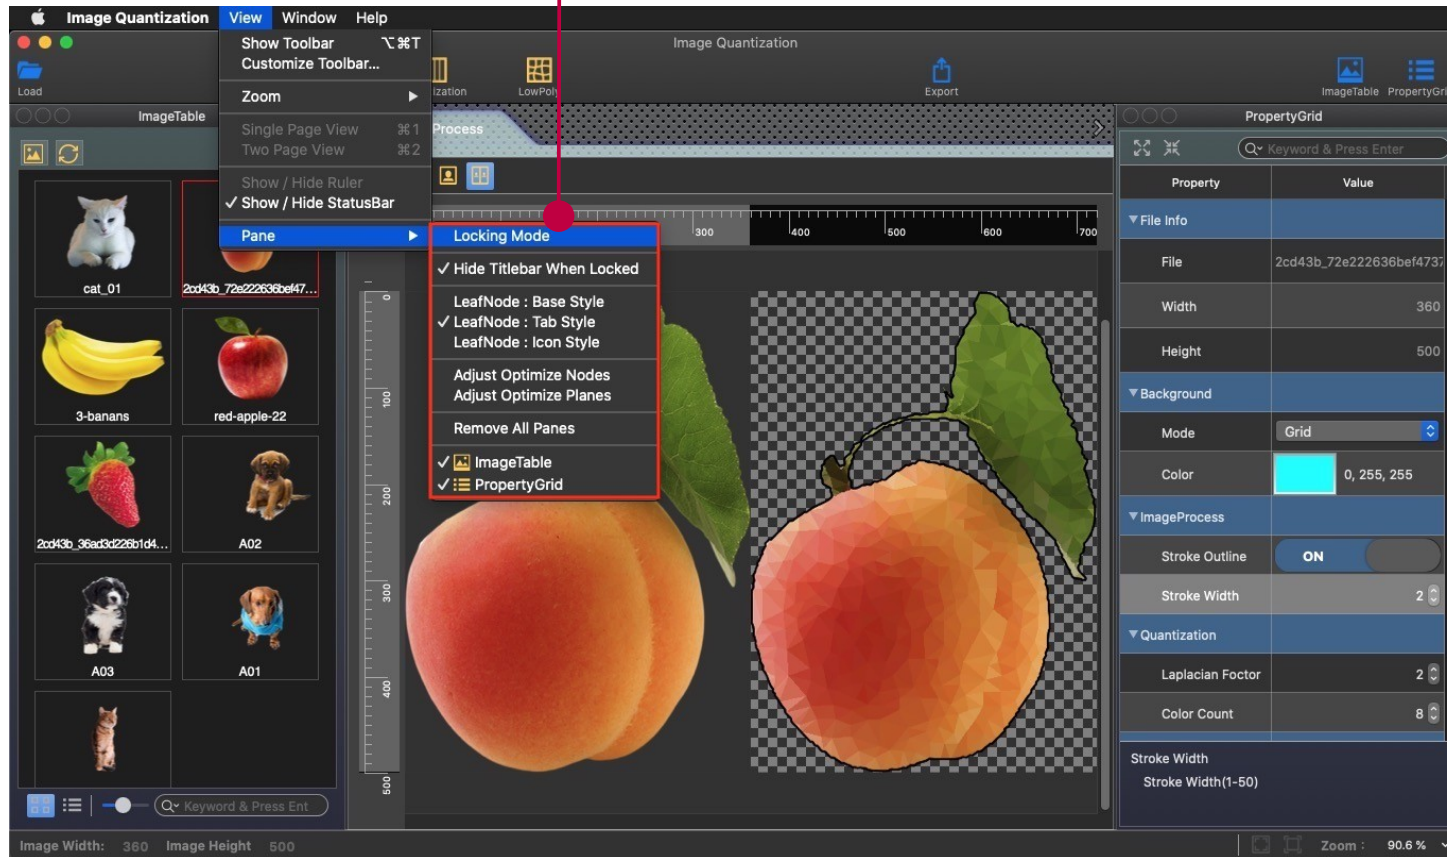 Image Quantization View Window Help
Image Quantization
Show Toolbar ⌥⌘T
Customize Toolbar...
Zoom
Single Page View ⌘1
Two Page View ⌘2
Show / Hide Ruler
✓ Show / Hide StatusBar
Pane
Load
ization
LowPoly
Export
ImageTable
PropertyGri
ImageTable
Process
cat_01
2cd43b_72e222636bef47...
3-banans
red-apple-22
2cd43b_36ad3d226b1d4...
A02
A03
A01
Keyword & Press Ent
Locking Mode
✓ Hide Titlebar When Locked
LeafNode : Base Style
✓ LeafNode : Tab Style
LeafNode : Icon Style
Adjust Optimize Nodes
Adjust Optimize Planes
Remove All Panes
✓ ImageTable
✓ PropertyGrid
300 400 500 600 700
0
100
200
300
400
500
PropertyGrid
Keyword & Press Enter
Property Value
File Info
File 2cd43b_72e222636bef4737
Width 360
Height 500
Background
Mode Grid
Color 0, 255, 255
ImageProcess
Stroke Outline ON
Stroke Width 2
Quantization
Laplacian Foctor 2
Color Count 8
Stroke Width
Stroke Width(1-50)
Image Width: 360 Image Height 500
Zoom : 90.6 %